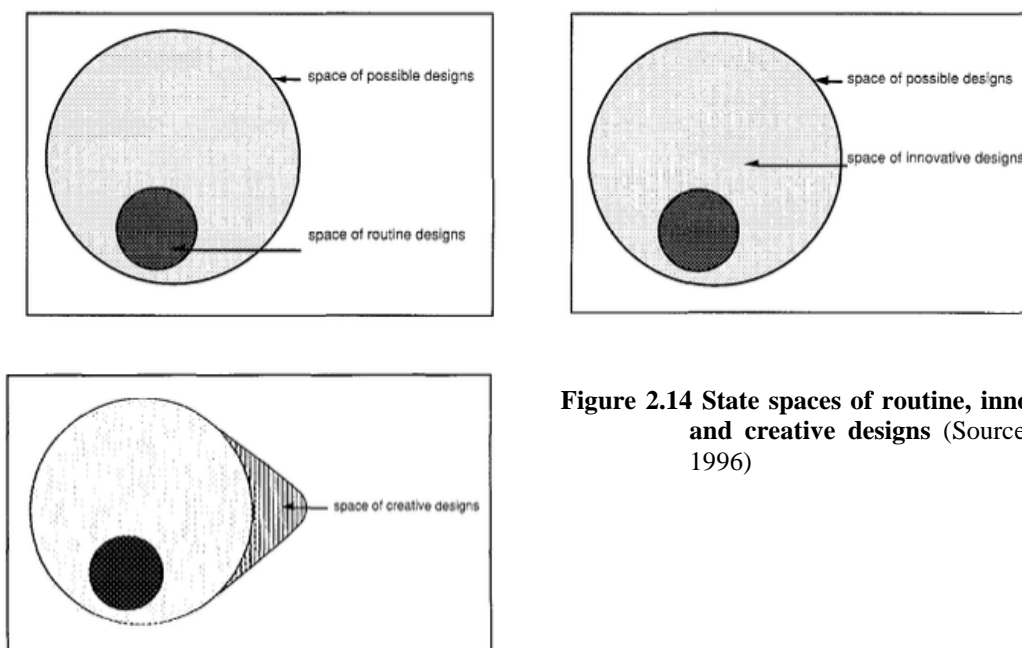 space of possible designs
space of routine designs
space of possible designs
space of innovative designs
space of creative designs
Figure 2.14 State spaces of routine,
and creative designs (Source
1996)